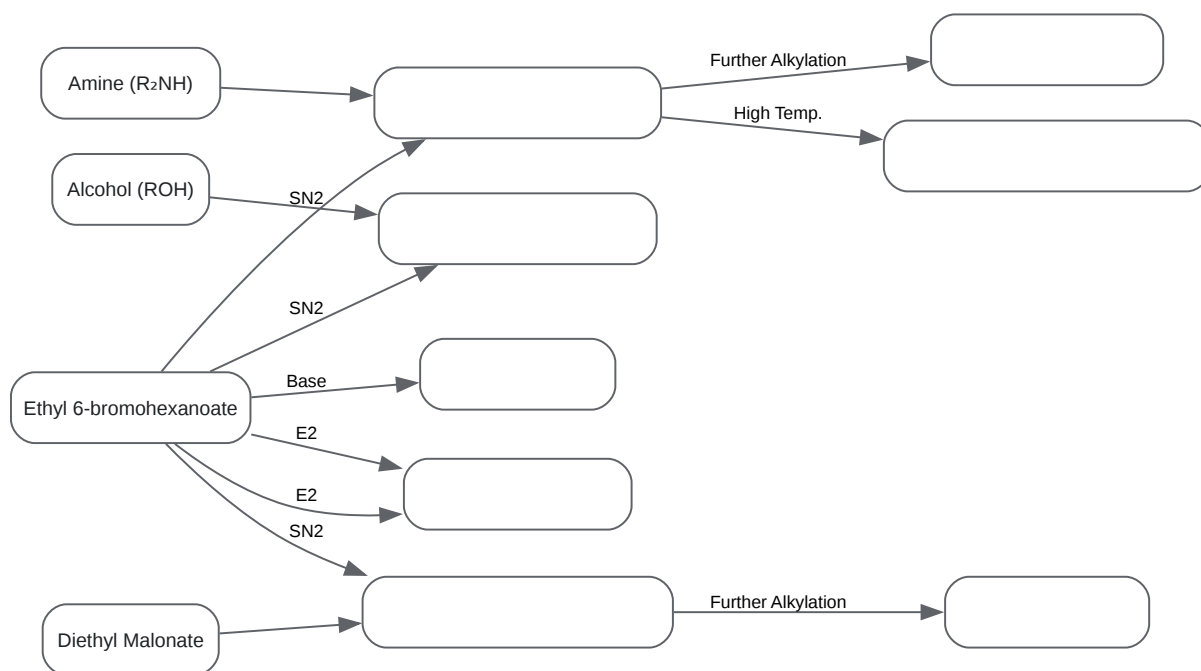 Further Alkylation
Amine (R₂NH)
High Temp.
Alcohol (ROH)
SN2
SN2
Base
Ethyl 6-bromohexanoate
E2
E2
SN2
Further Alkylation
Diethyl Malonate